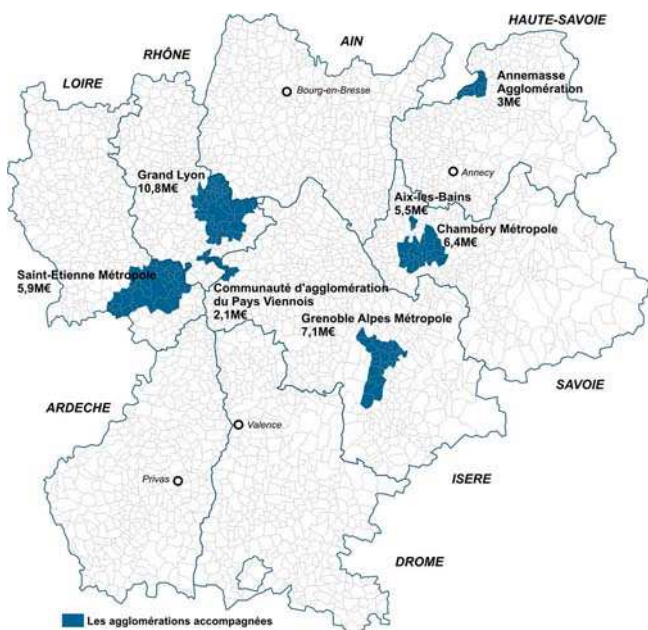 HAUTE-SAVOIE
AIN
RHÔNE
LOIRE
Bourg-en-Bresse
Annemasse
Agglomération
3M€
Annecy
Grand Lyon
10,8M€
Aix-les-Bains
5,5M€
Chambéry Métropole
6,4M€
Saint-Etienne Métropole
5,9M€
Communauté d'agglomération
du Pays Viennois
2,1M€
Grenoble Alpes Métropole
7,1M€
SAVOIE
ARDECHE
Valence
Privas
ISERE
DROME
Les agglomérations accompagnées